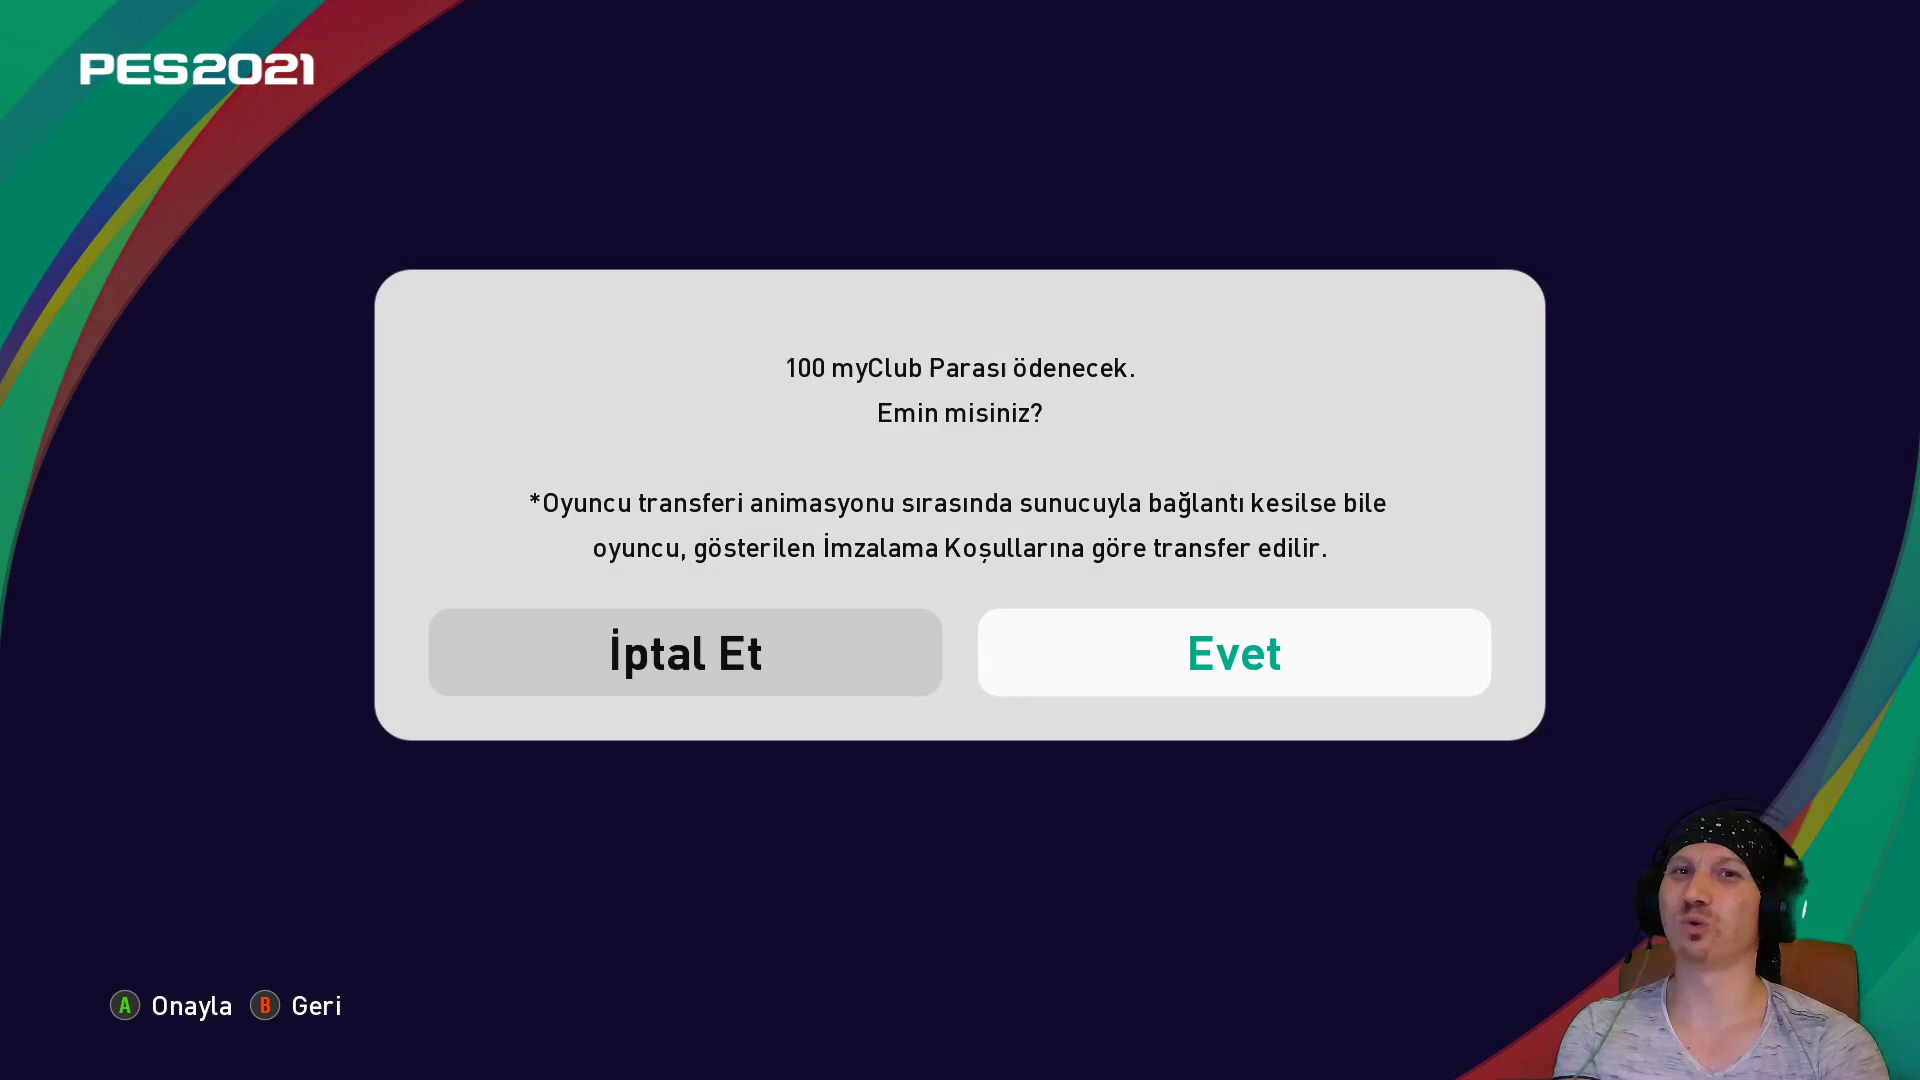 PES2021
100 myClub Parası ödenecek.
Emin misiniz?
*Oyuncu transferi animasyonu sırasında sunucuyla bağlantı kesilse bile
oyuncu, gösterilen İmzalama Koşullarına göre transfer edilir.
İptal Et
Evet
A Onayla B Geri